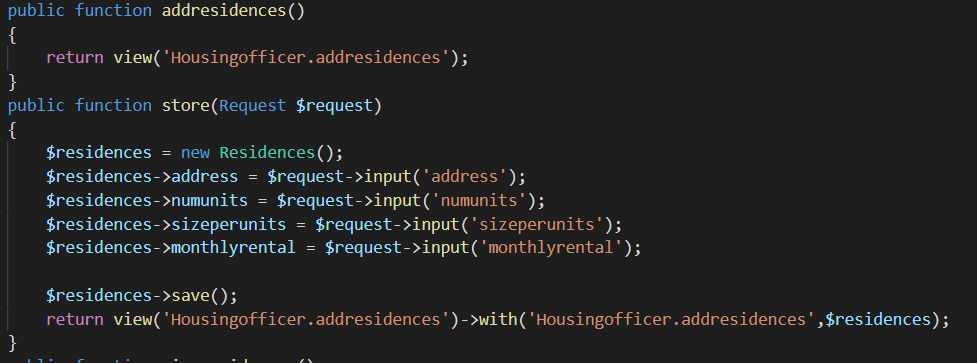 public function addresidences()
{
    return view('Housingofficer.addresidences');
}
public function store(Request $request)
{
    $residences = new Residences();
    $residences->address = $request->input('address');
    $residences->numunits = $request->input('numunits');
    $residences->sizeperunits = $request->input('sizeperunits');
    $residences->monthlyrental = $request->input('monthlyrental');

    $residences->save();
    return view('Housingofficer.addresidences')->with('Housingofficer.addresidences',$residences);
}
public function